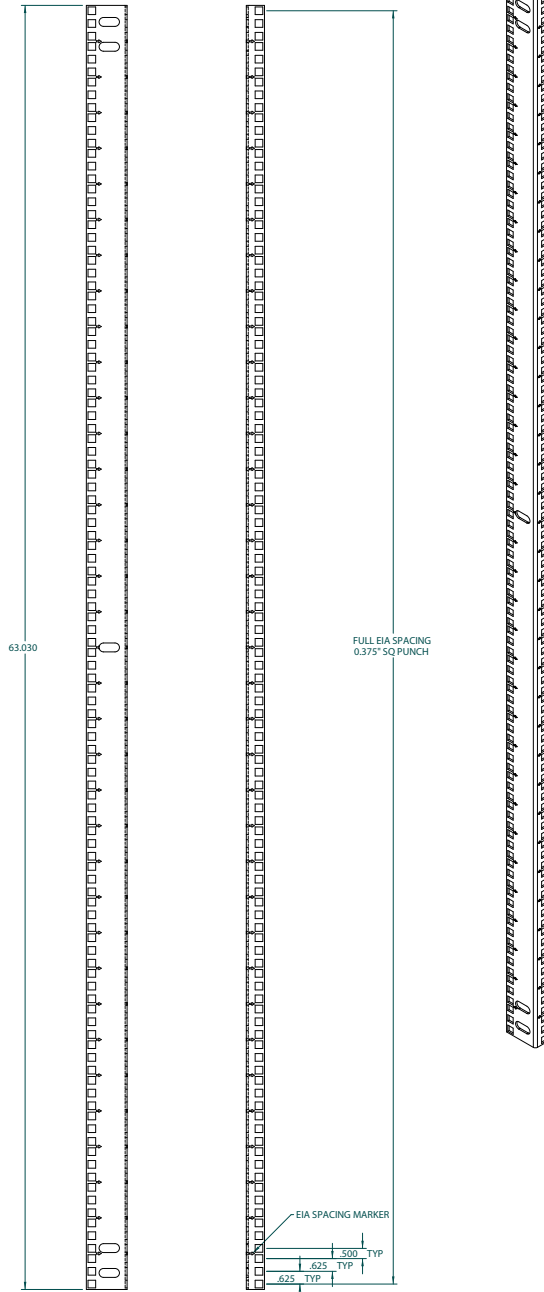 63.030
FULL EIA SPACING
0.375" SQ PUNCH
EIA SPACING MARKER
.500 TYP
.625 TYP
.625 TYP